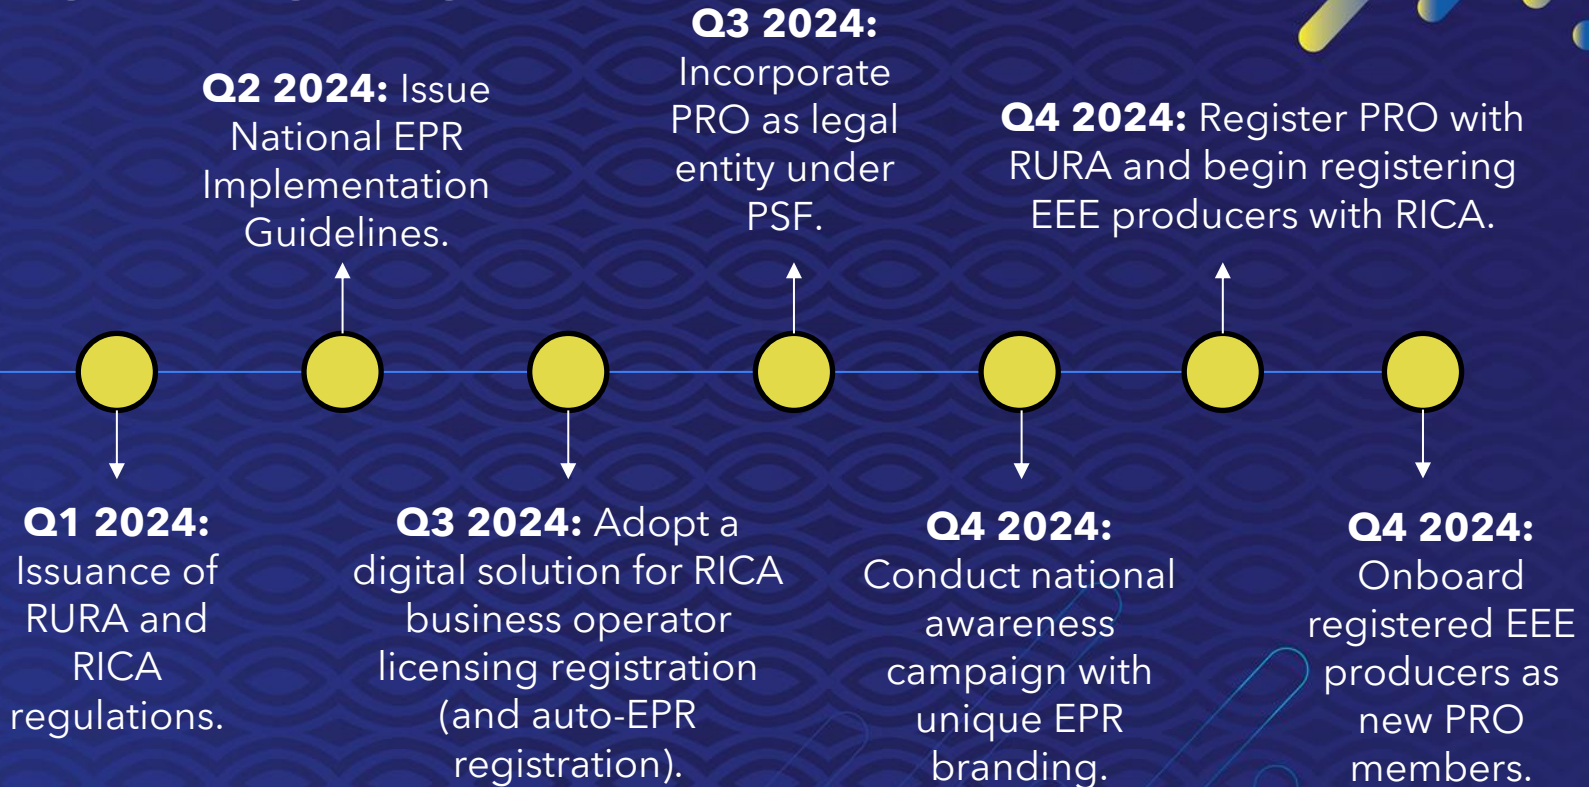 Q1 2024:
Issuance of
RURA and
RICA
regulations.
Q2 2024: Issue
National EPR
Implementation
Guidelines.
Q3 2024: Adopt a
digital solution for RICA
business operator
licensing registration
(and auto-EPR
registration).
Q3 2024:
Incorporate
PRO as legal
entity under
PSF.
Q4 2024:
Conduct national
awareness
campaign with
unique EPR
branding.
Q4 2024: Register PRO with
RURA and begin registering
EEE producers with RICA.
Q4 2024:
Onboard
registered EEE
producers as
new PRO
members.